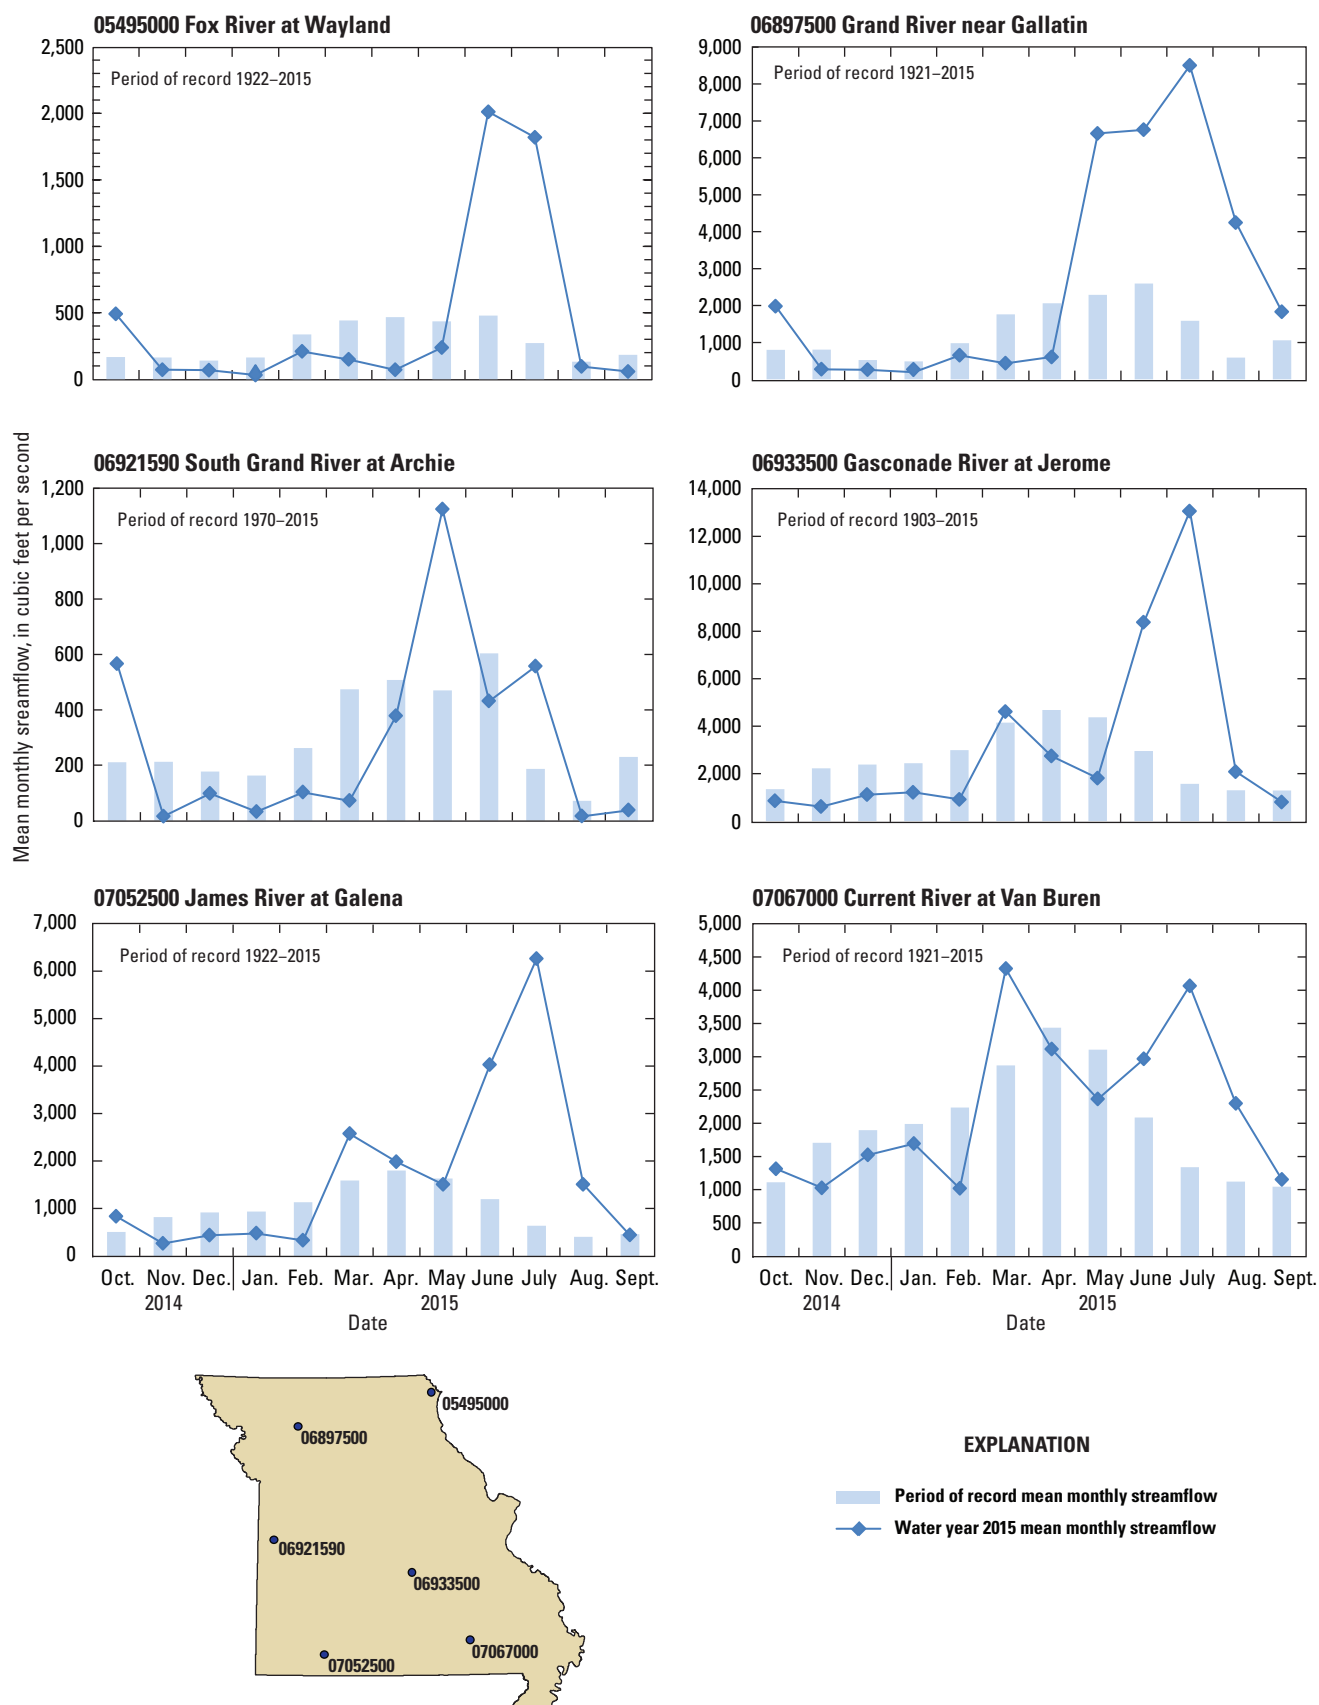 05495000 Fox River at Wayland
2,500
2,000
1,500
1,000
500
0
Period of record 1922–2015
06897500 Grand River near Gallatin
9,000
8,000
7,000
6,000
5,000
4,000
3,000
2,000
1,000
0
Period of record 1921–2015
Mean monthly sreamflow, in cubic feet per second
06921590 South Grand River at Archie
1,200
1,000
800
600
400
200
0
Period of record 1970–2015
06933500 Gasconade River at Jerome
14,000
12,000
10,000
8,000
6,000
4,000
2,000
0
Period of record 1903–2015
07052500 James River at Galena
7,000
6,000
5,000
4,000
3,000
2,000
1,000
0
Period of record 1922–2015
Oct. Nov. Dec. Jan. Feb. Mar. Apr. May June July Aug. Sept.
2014 2015
Date
07067000 Current River at Van Buren
5,000
4,500
4,000
3,500
3,000
2,500
2,000
1,500
1,000
500
0
Period of record 1921–2015
Oct. Nov. Dec. Jan. Feb. Mar. Apr. May June July Aug. Sept.
2014 2015
Date
05495000
06897500
06921590
06933500
07067000
07052500
EXPLANATION
Period of record mean monthly streamflow
Water year 2015 mean monthly streamflow